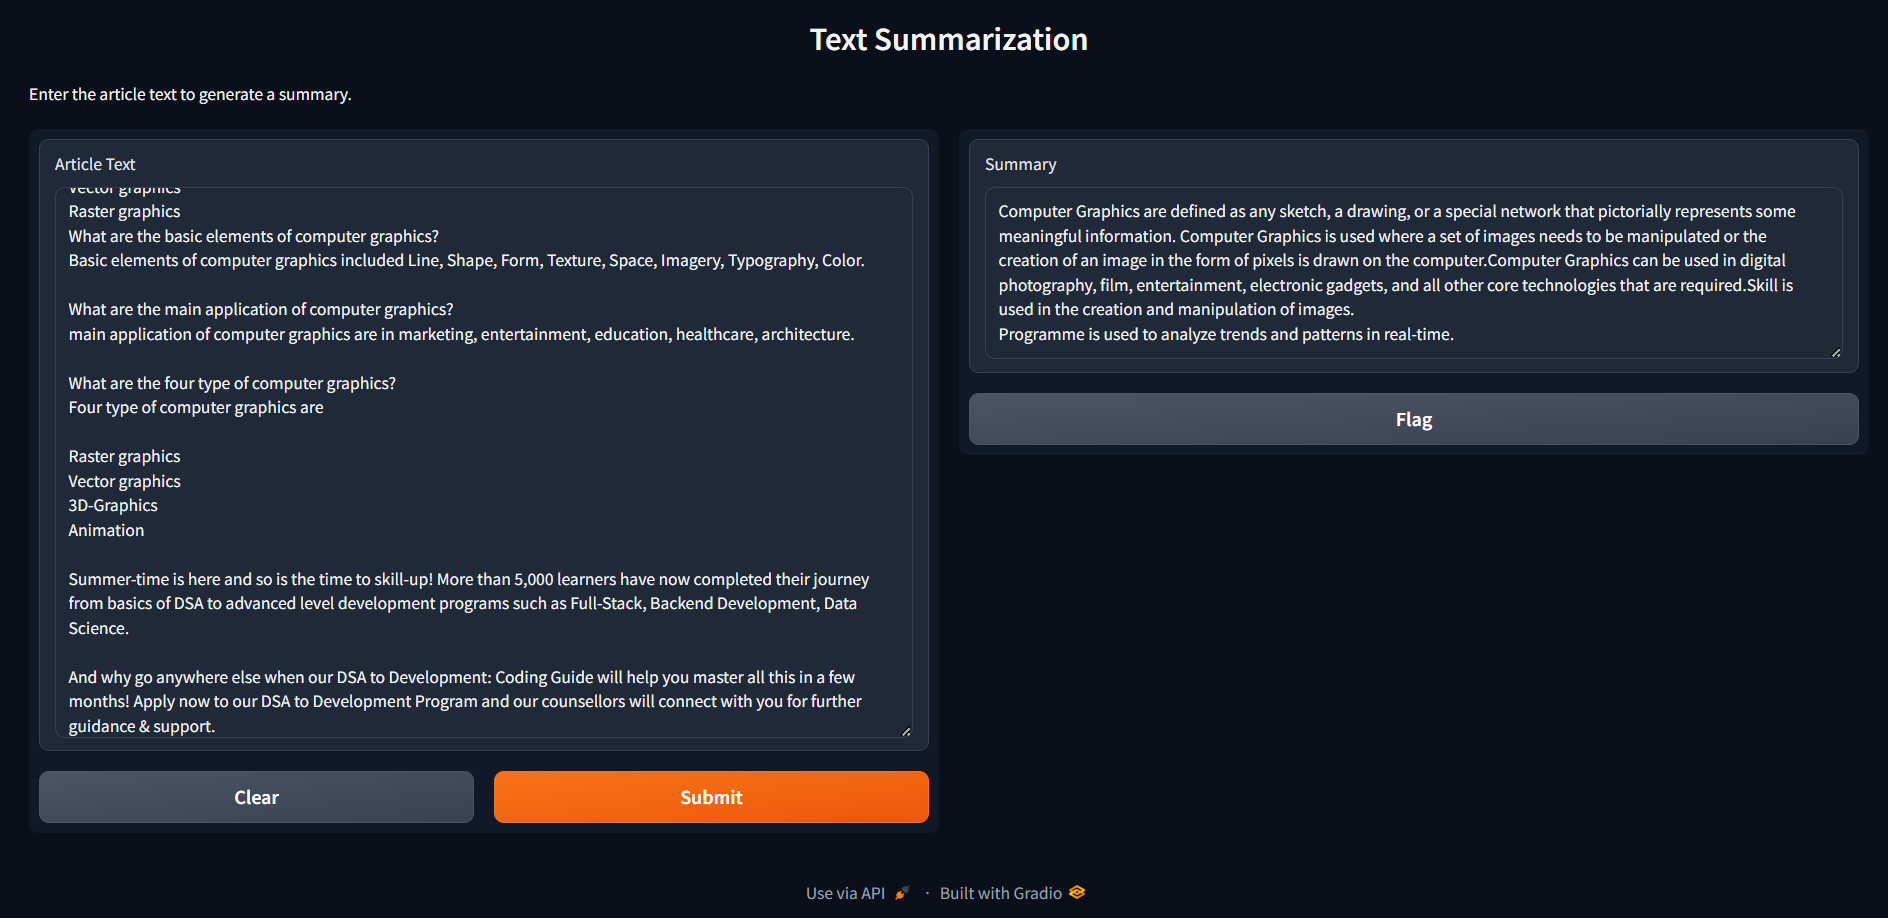 Text Summarization
Enter the article text to generate a summary.
Article Text
Vector graphics
Raster graphics
What are the basic elements of computer graphics?
Basic elements of computer graphics included Line, Shape, Form, Texture, Space, Imagery, Typography, Color.
What are the main application of computer graphics?
main application of computer graphics are in marketing, entertainment, education, healthcare, architecture.
What are the four type of computer graphics?
Four type of computer graphics are
Raster graphics
Vector graphics
3D-Graphics
Animation
Summer-time is here and so is the time to skill-up! More than 5,000 learners have now completed their journey
from basics of DSA to advanced level development programs such as Full-Stack, Backend Development, Data
Science.
And why go anywhere else when our DSA to Development: Coding Guide will help you master all this in a few
months! Apply now to our DSA to Development Program and our counsellors will connect with you for further
guidance & support.
Clear
Submit
Summary
Computer Graphics are defined as any sketch, a drawing, or a special network that pictorially represents some
meaningful information. Computer Graphics is used where a set of images needs to be manipulated or the
creation of an image in the form of pixels is drawn on the computer.Computer Graphics can be used in digital
photography, film, entertainment, electronic gadgets, and all other core technologies that are required.Skill is
used in the creation and manipulation of images.
Programme is used to analyze trends and patterns in real-time.
Flag
Use via API · Built with Gradio